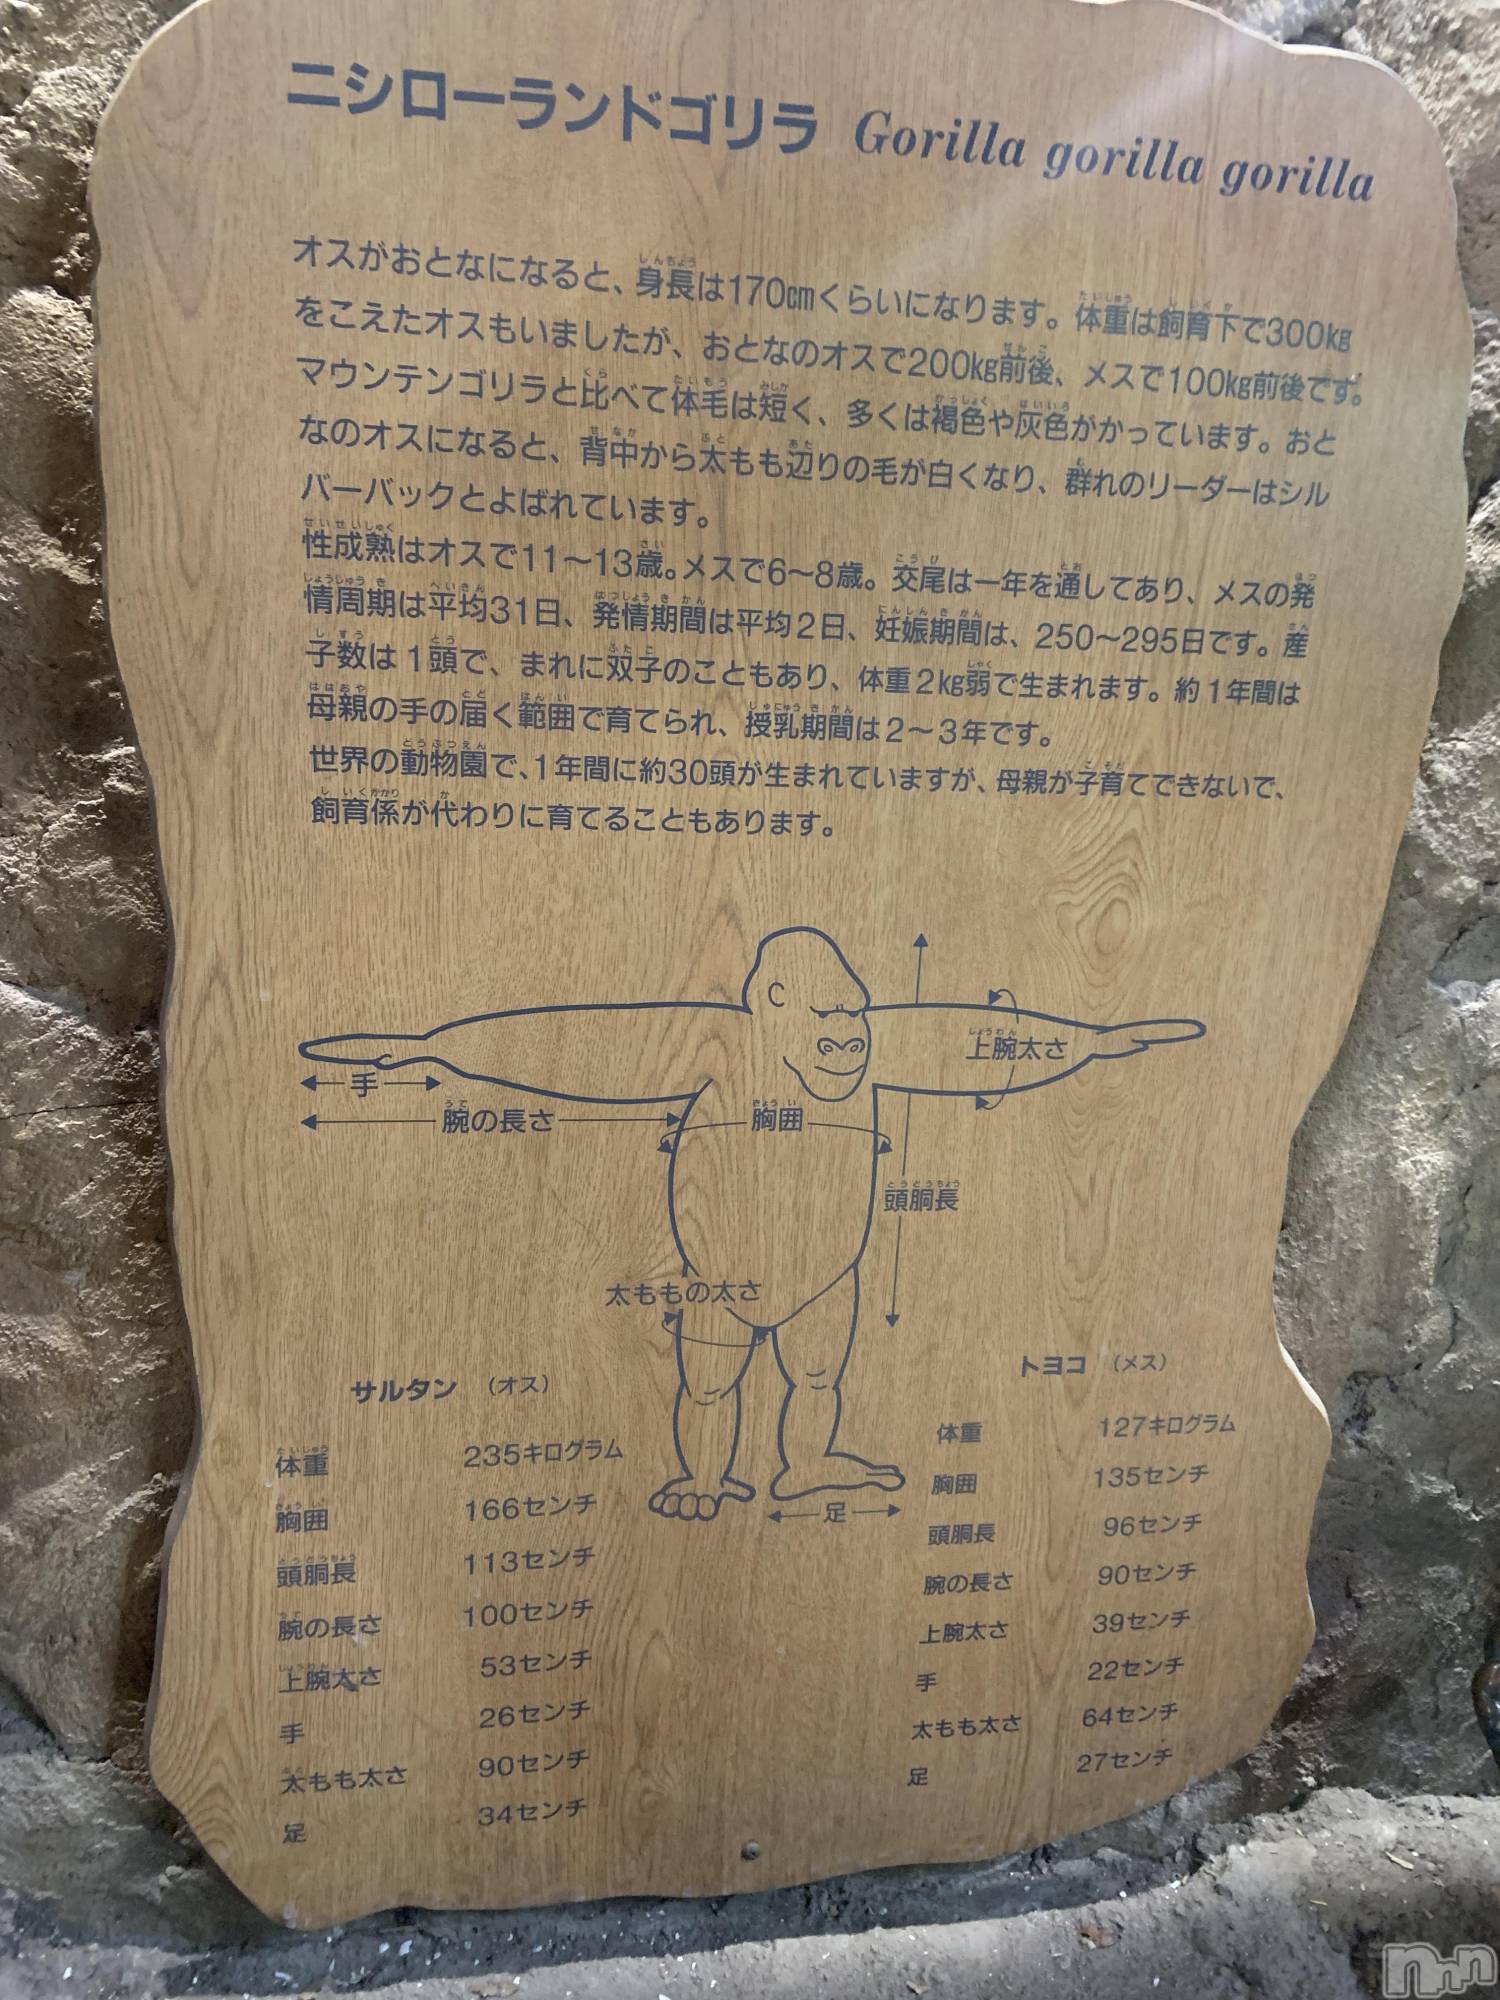 ニシローランドゴリラ Gorilla gorilla gorilla
オスがおとなになると、身長は170cmくらいになります。体重は飼育下で300kg
をこえたオスもいましたが、おとなのオスで200kg前後、メスで100kg前後です。
マウンテンゴリラと比べて体毛は短く、多くは褐色や灰色がかっています。おと
なのオスになると、背中から太もも辺りの毛が白くなり、群れのリーダーはシル
バーバックとよばれています。
性成熟はオスで11〜13歳。メスで6〜8歳。交尾は一年を通してあり、メスの発
情周期は平均31日、発情期間は平均2日、妊娠期間は、250〜295日です。産
子数は1頭で、まれに双子のこともあり、体重2kg弱で生まれます。約1年間は
母親の手の届く範囲で育てられ、授乳期間は2〜3年です。
世界の動物園で、1年間に約30頭が生まれていますが、母親が子育てできないで、
飼育係が代わりに育てることもあります。
上腕太さ
手
腕の長さ
胸囲
頭胴長
太ももの太さ
足
サルタン (オス)
体重 235キログラム
胸囲 166センチ
頭胴長 113センチ
腕の長さ 100センチ
上腕太さ 53センチ
手 26センチ
太もも太さ 90センチ
足 34センチ
トヨコ (メス)
体重 127キログラム
胸囲 135センチ
頭胴長 96センチ
腕の長さ 90センチ
上腕太さ 39センチ
手 22センチ
太もも太さ 64センチ
足 27センチ